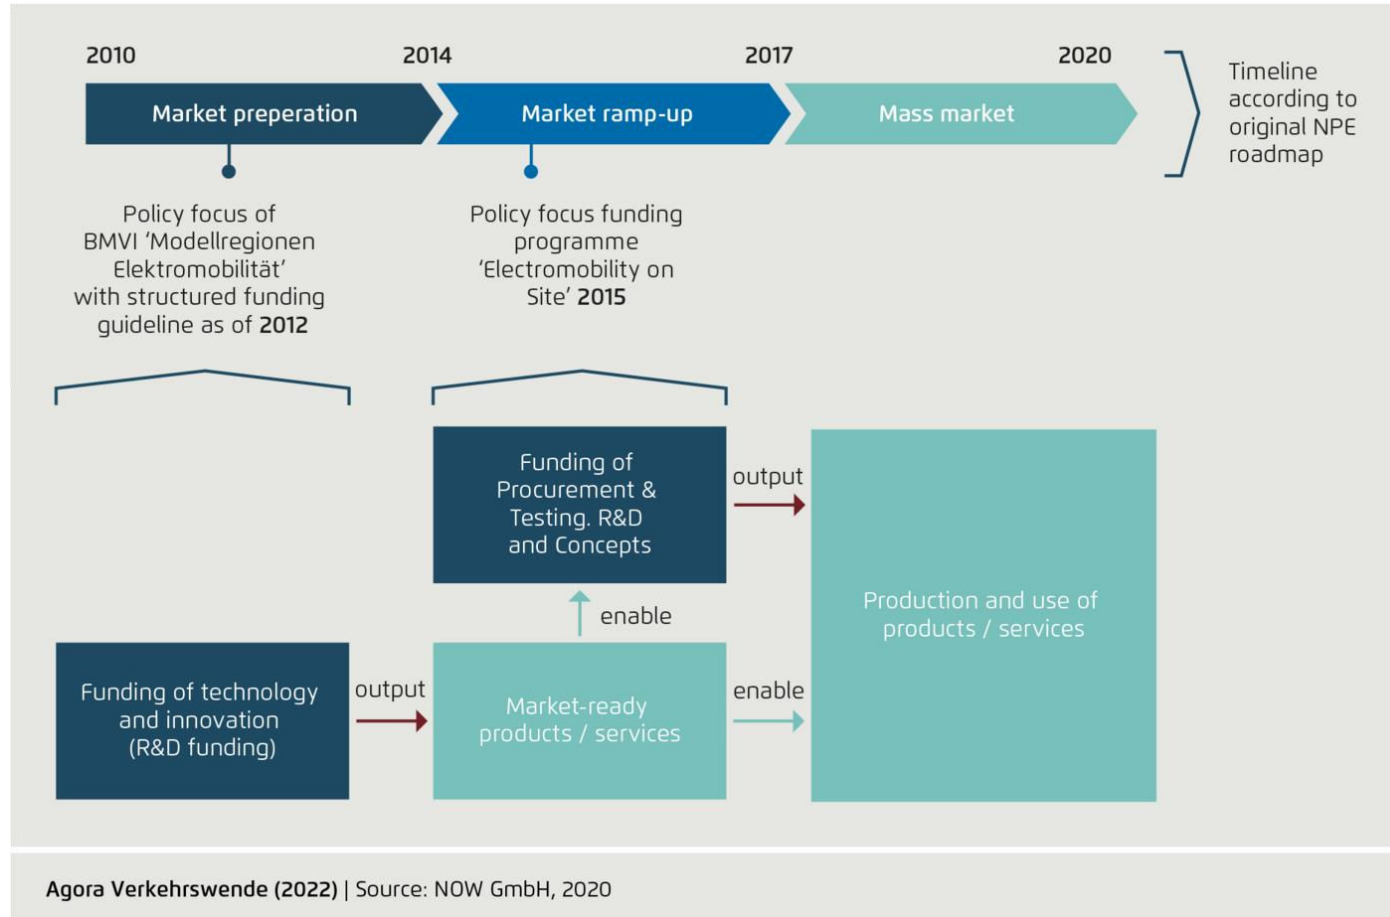 2010
2014
2017
2020
Market preperation
Market ramp-up
Mass market
Timeline
according to
original NPE
roadmap
Policy focus of
BMVI ‘Modellregionen
Elektromobilität’
with structured funding
guideline as of 2012
Policy focus funding
programme
‘Electromobility on
Site’ 2015
Funding of
Procurement &
Testing. R&D
and Concepts
output
enable
Production and use of
products / services
Funding of technology
and innovation
(R&D funding)
output
Market-ready
products / services
enable
Agora Verkehrswende (2022) | Source: NOW GmbH, 2020